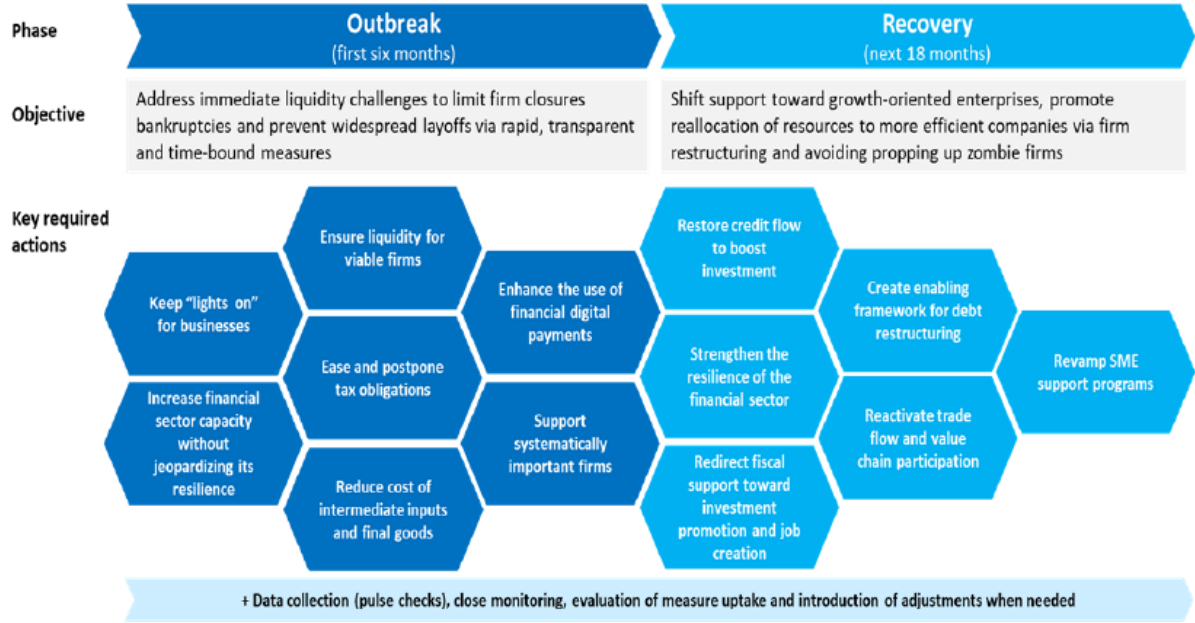 Phase
Outbreak
(first six months)
Recovery
(next 18 months)
Objective
Address immediate liquidity challenges to limit firm closures
bankruptcies and prevent widespread layoffs via rapid, transparent
and time-bound measures
Shift support toward growth-oriented enterprises, promote
reallocation of resources to more efficient companies via firm
restructuring and avoiding propping up zombie firms
Key required
actions
Keep “lights on”
for businesses
Increase financial
sector capacity
without
jeopardizing its
resilience
Ensure liquidity for
viable firms
Ease and postpone
tax obligations
Reduce cost of
intermediate inputs
and final goods
Enhance the use of
financial digital
payments
Support
systematically
important firms
Restore credit flow
to boost
investment
Strengthen the
resilience of the
financial sector
Redirect fiscal
support toward
investment
promotion and job
creation
Create enabling
framework for debt
restructuring
Reactivate trade
flow and value
chain participation
Revamp SME
support programs
+ Data collection (pulse checks), close monitoring, evaluation of measure uptake and introduction of adjustments when needed